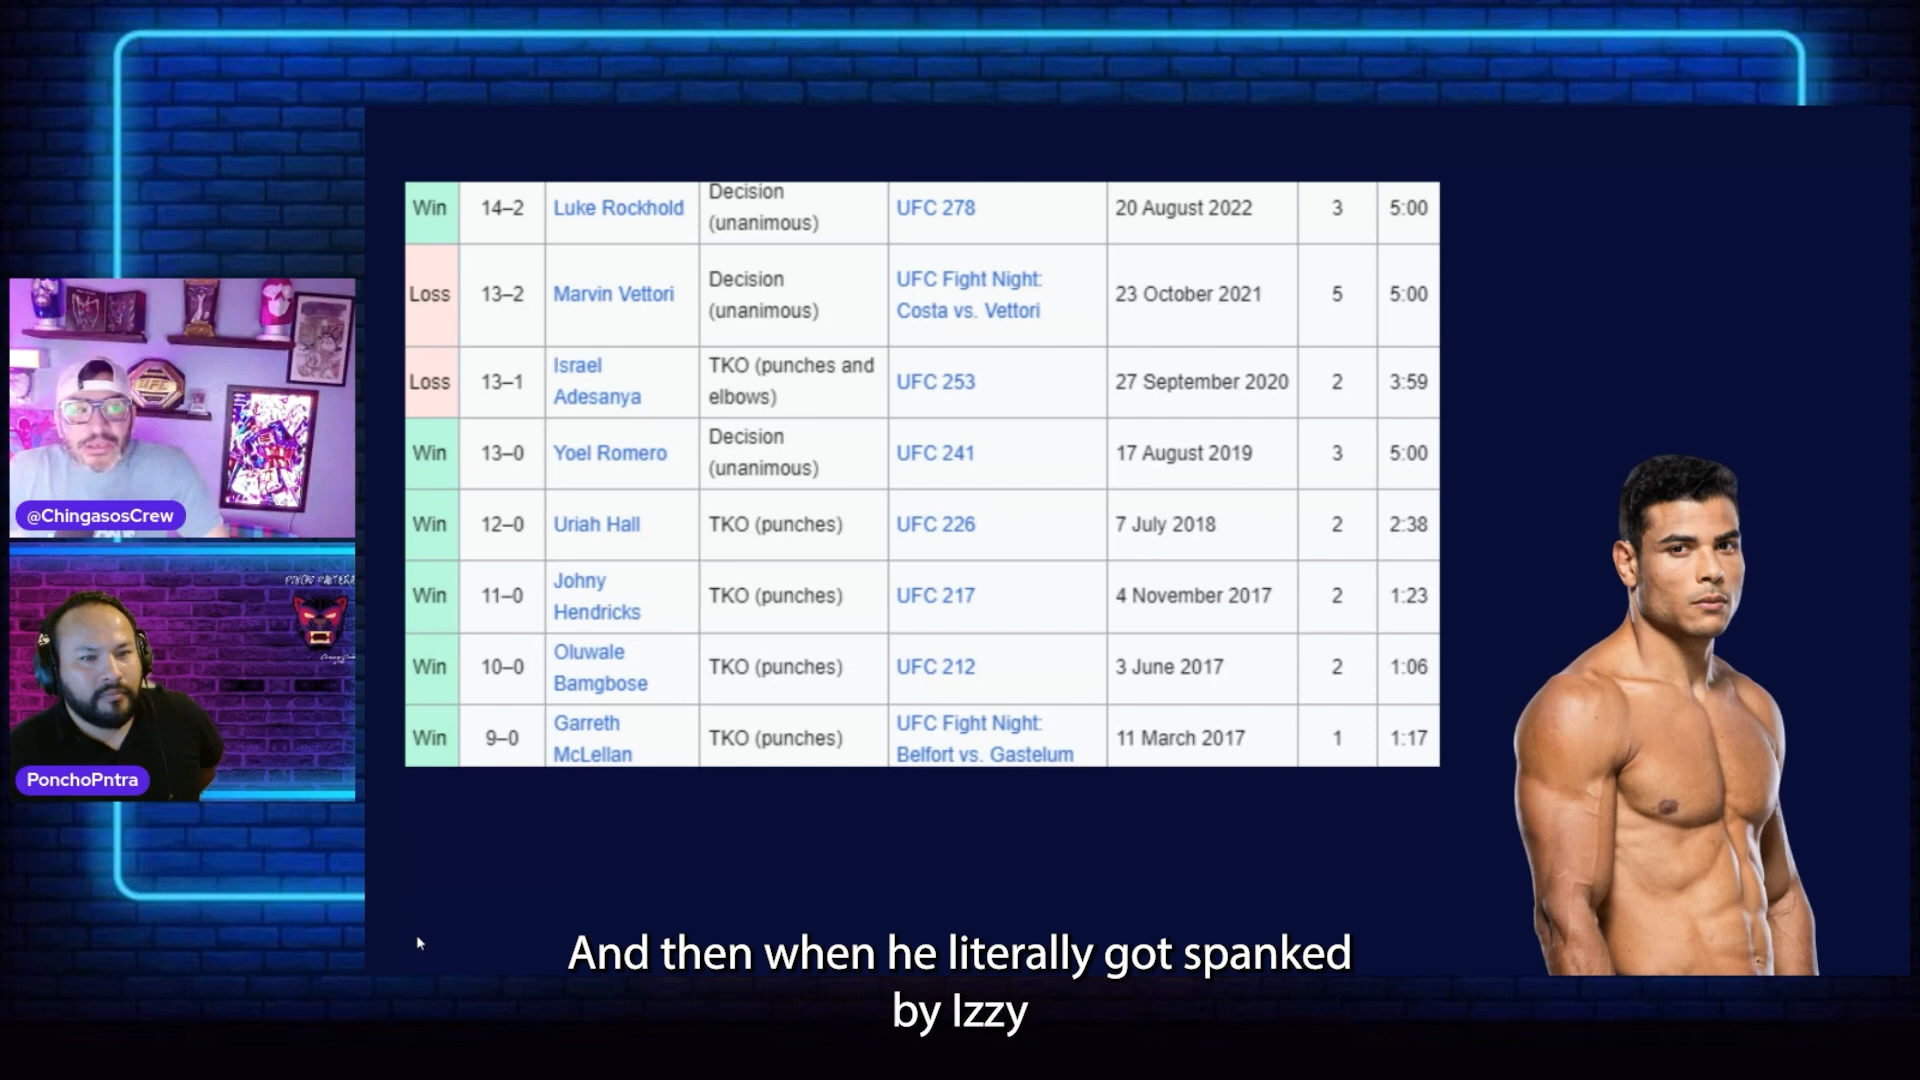 Win 14–2 Luke Rockhold Decision (unanimous) UFC 278 20 August 2022 3 5:00
Loss 13–2 Marvin Vettori Decision (unanimous) UFC Fight Night: Costa vs. Vettori 23 October 2021 5 5:00
Loss 13–1 Israel Adesanya TKO (punches and elbows) UFC 253 27 September 2020 2 3:59
Win 13–0 Yoel Romero Decision (unanimous) UFC 241 17 August 2019 3 5:00
Win 12–0 Uriah Hall TKO (punches) UFC 226 7 July 2018 2 2:38
Win 11–0 Johny Hendricks TKO (punches) UFC 217 4 November 2017 2 1:23
Win 10–0 Oluwale Bamgbose TKO (punches) UFC 212 3 June 2017 2 1:06
Win 9–0 Garreth McLellan TKO (punches) UFC Fight Night: Belfort vs. Gastelum 11 March 2017 1 1:17
UFC
@ChingasosCrew
PONCHO PANTERA
PonchoPntra
And then when he literally got spanked
by Izzy